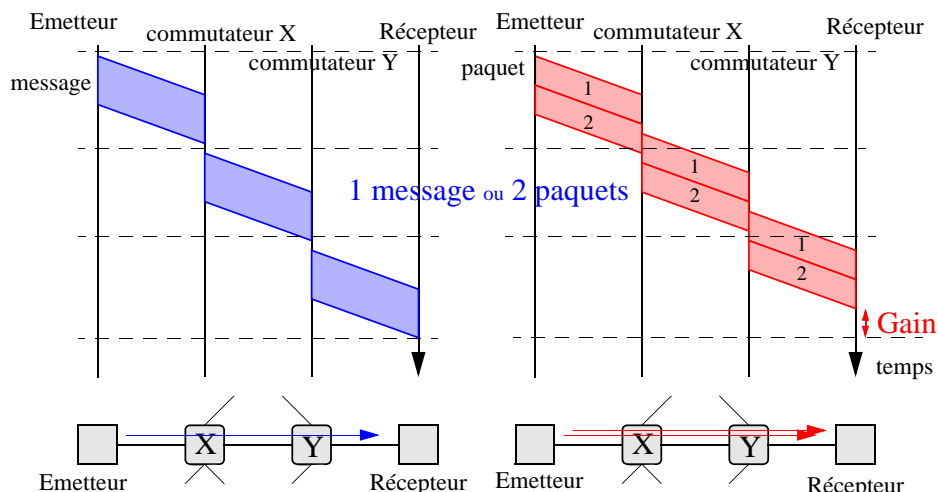 Emetteur
commutateur X
Récepteur
commutateur Y
message
Emetteur
commutateur X
Récepteur
commutateur Y
paquet
1
2
1 message ou 2 paquets
1
2
1
2
Gain
temps
X
Y
Emetteur
Récepteur
X
Y
Emetteur
Récepteur